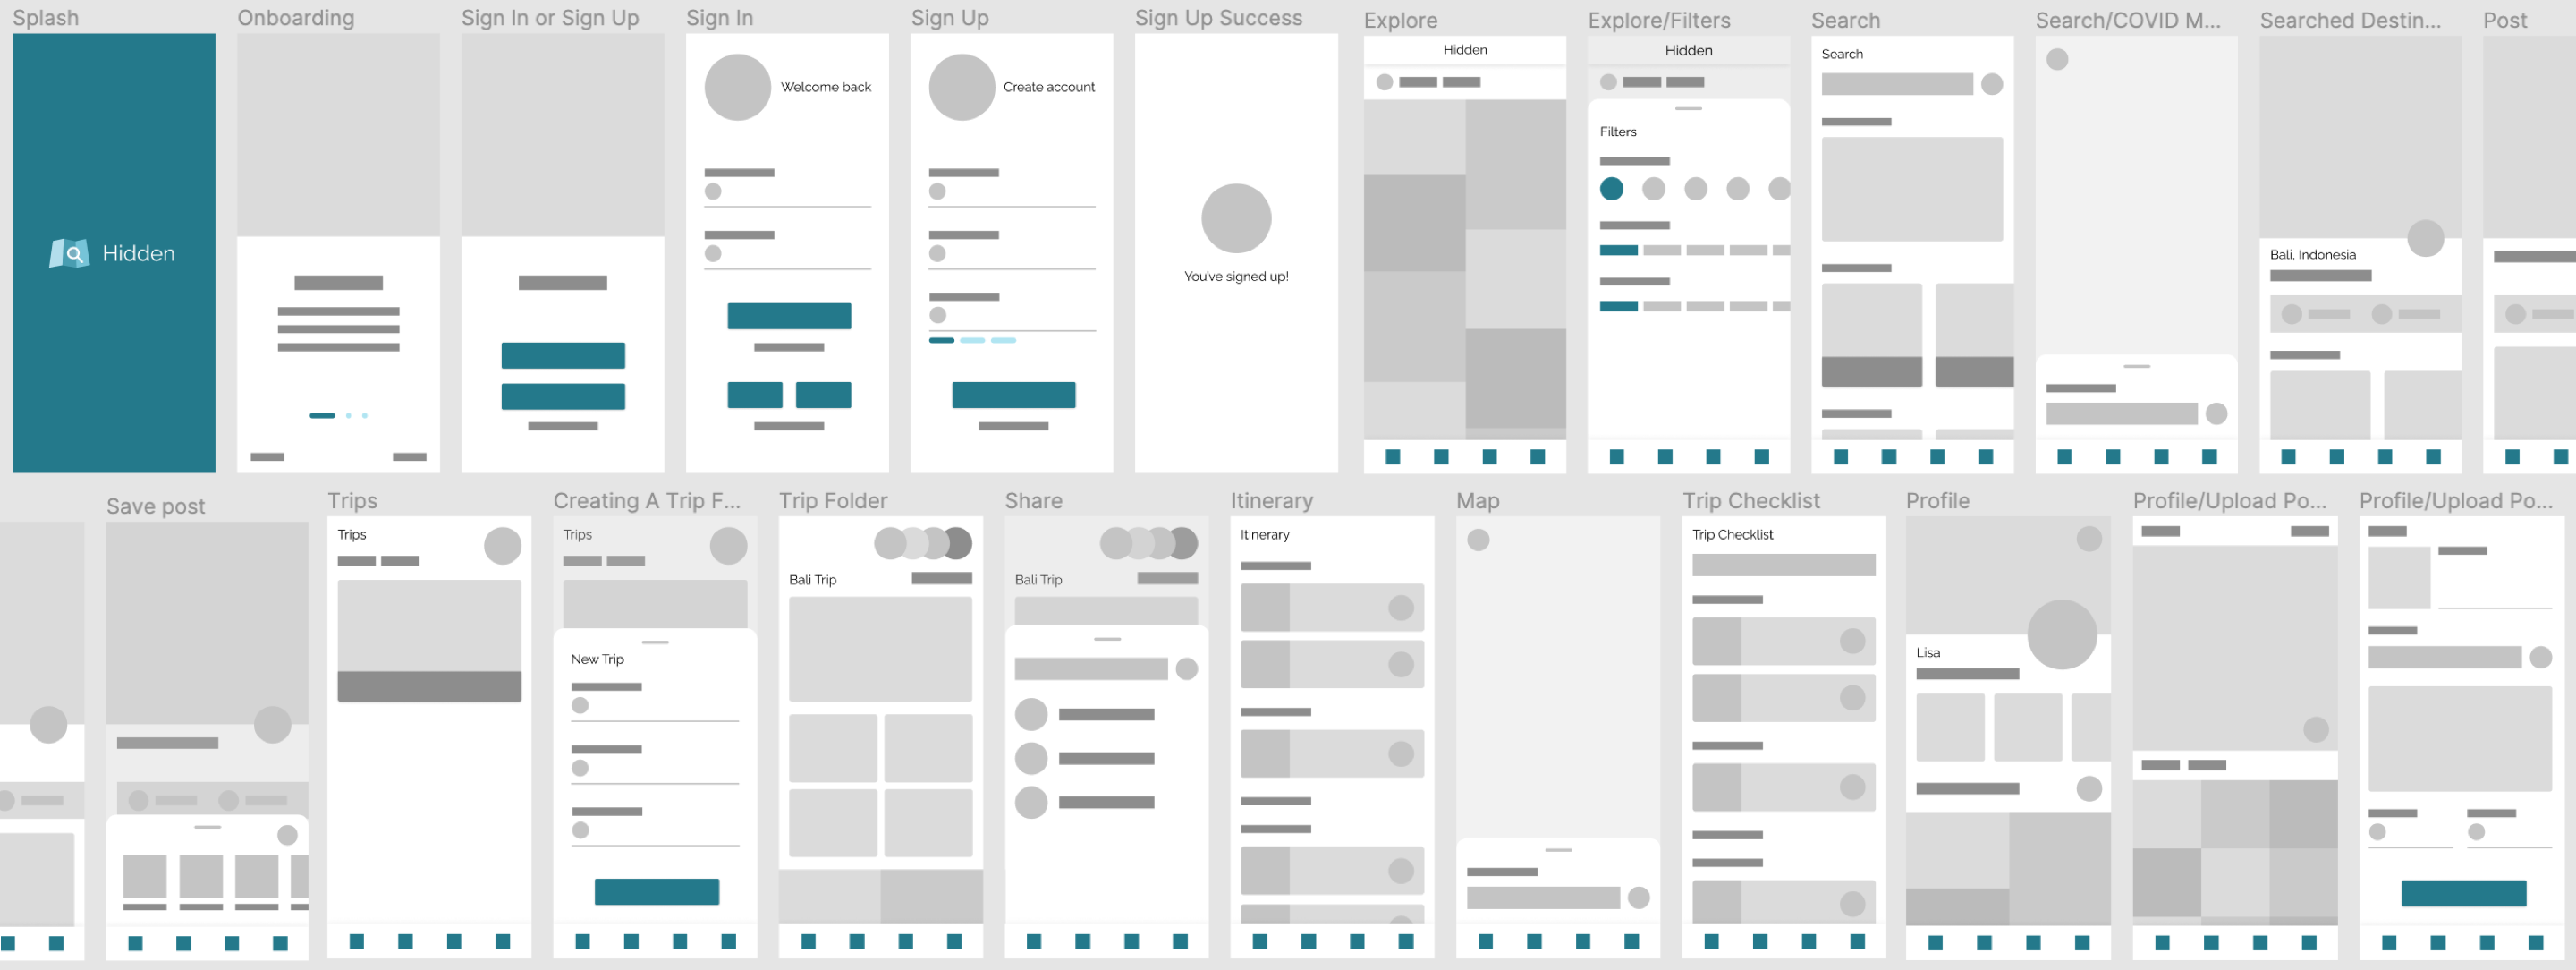 Splash
Onboarding
Sign In or Sign Up
Sign In
Sign Up
Sign Up Success
Explore
Explore/Filters
Search
Search/COVID M...
Searched Destin...
Post
Hidden
Welcome back
Create account
You've signed up!
Hidden
Hidden
Filters
Search
Bali, Indonesia
Save post
Trips
Creating A Trip F...
Trip Folder
Share
Itinerary
Map
Trip Checklist
Profile
Profile/Upload Po...
Profile/Upload Po...
Trips
Trips
New Trip
Bali Trip
Bali Trip
Itinerary
Trip Checklist
Lisa